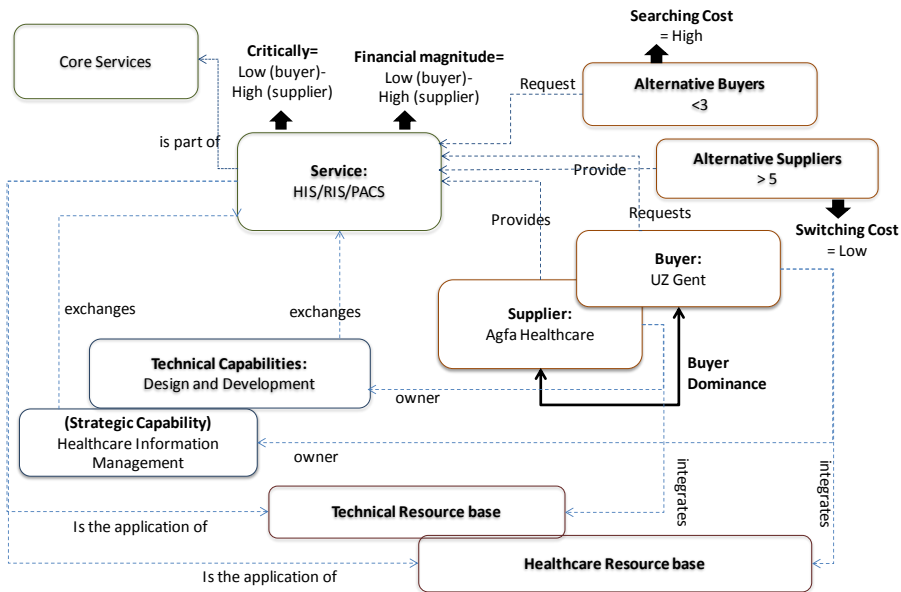 Searching Cost
= High
Core Services
Critically=
Low (buyer)-
High (supplier)
Financial magnitude=
Low (buyer)-
High (supplier)
Request
Alternative Buyers
<3
is part of
Service:
HIS/RIS/PACS
Alternative Suppliers
> 5
Provide
Provides
Requests
Switching Cost
= Low
Buyer:
UZ Gent
exchanges
exchanges
Supplier:
Agfa Healthcare
Technical Capabilities:
Design and Development
Buyer
Dominance
owner
(Strategic Capability)
Healthcare Information
Management
owner
integrates
integrates
Technical Resource base
Is the application of
Healthcare Resource base
Is the application of